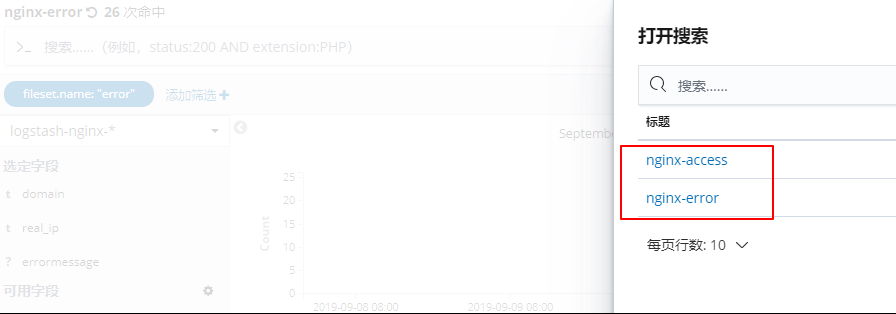 nginx-error 26 次命中
>_ 搜索……（例如，status:200 AND extension:PHP）
fileset.name: "error" 添加筛选 +
logstash-nginx-*
选定字段
t domain
t real_ip
? errormessage
可用字段
September
Count
25
20
15
10
5
0
2019-09-08 08:00
2019-09-09 08:00
打开搜索
搜索……
标题
nginx-access
nginx-error
每页行数: 10